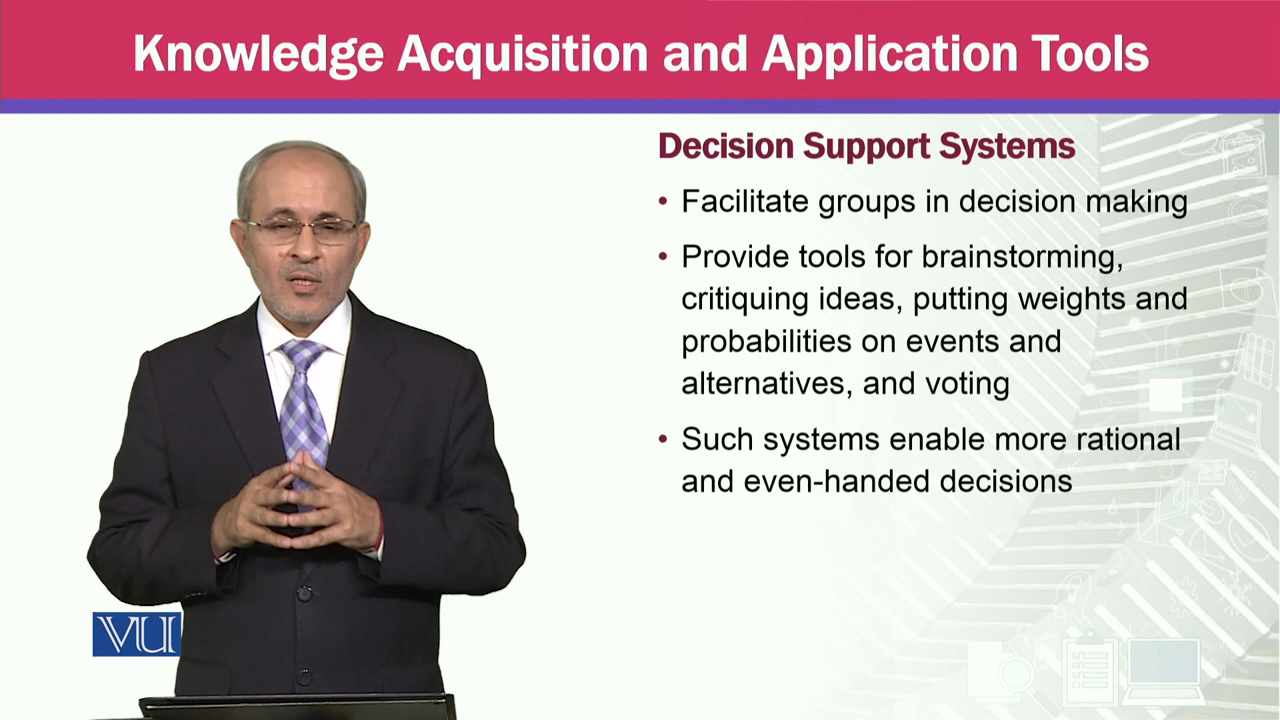 Knowledge Acquisition and Application Tools
Decision Support Systems
• Facilitate groups in decision making
• Provide tools for brainstorming,
critiquing ideas, putting weights and
probabilities on events and
alternatives, and voting
• Such systems enable more rational
and even-handed decisions
VU